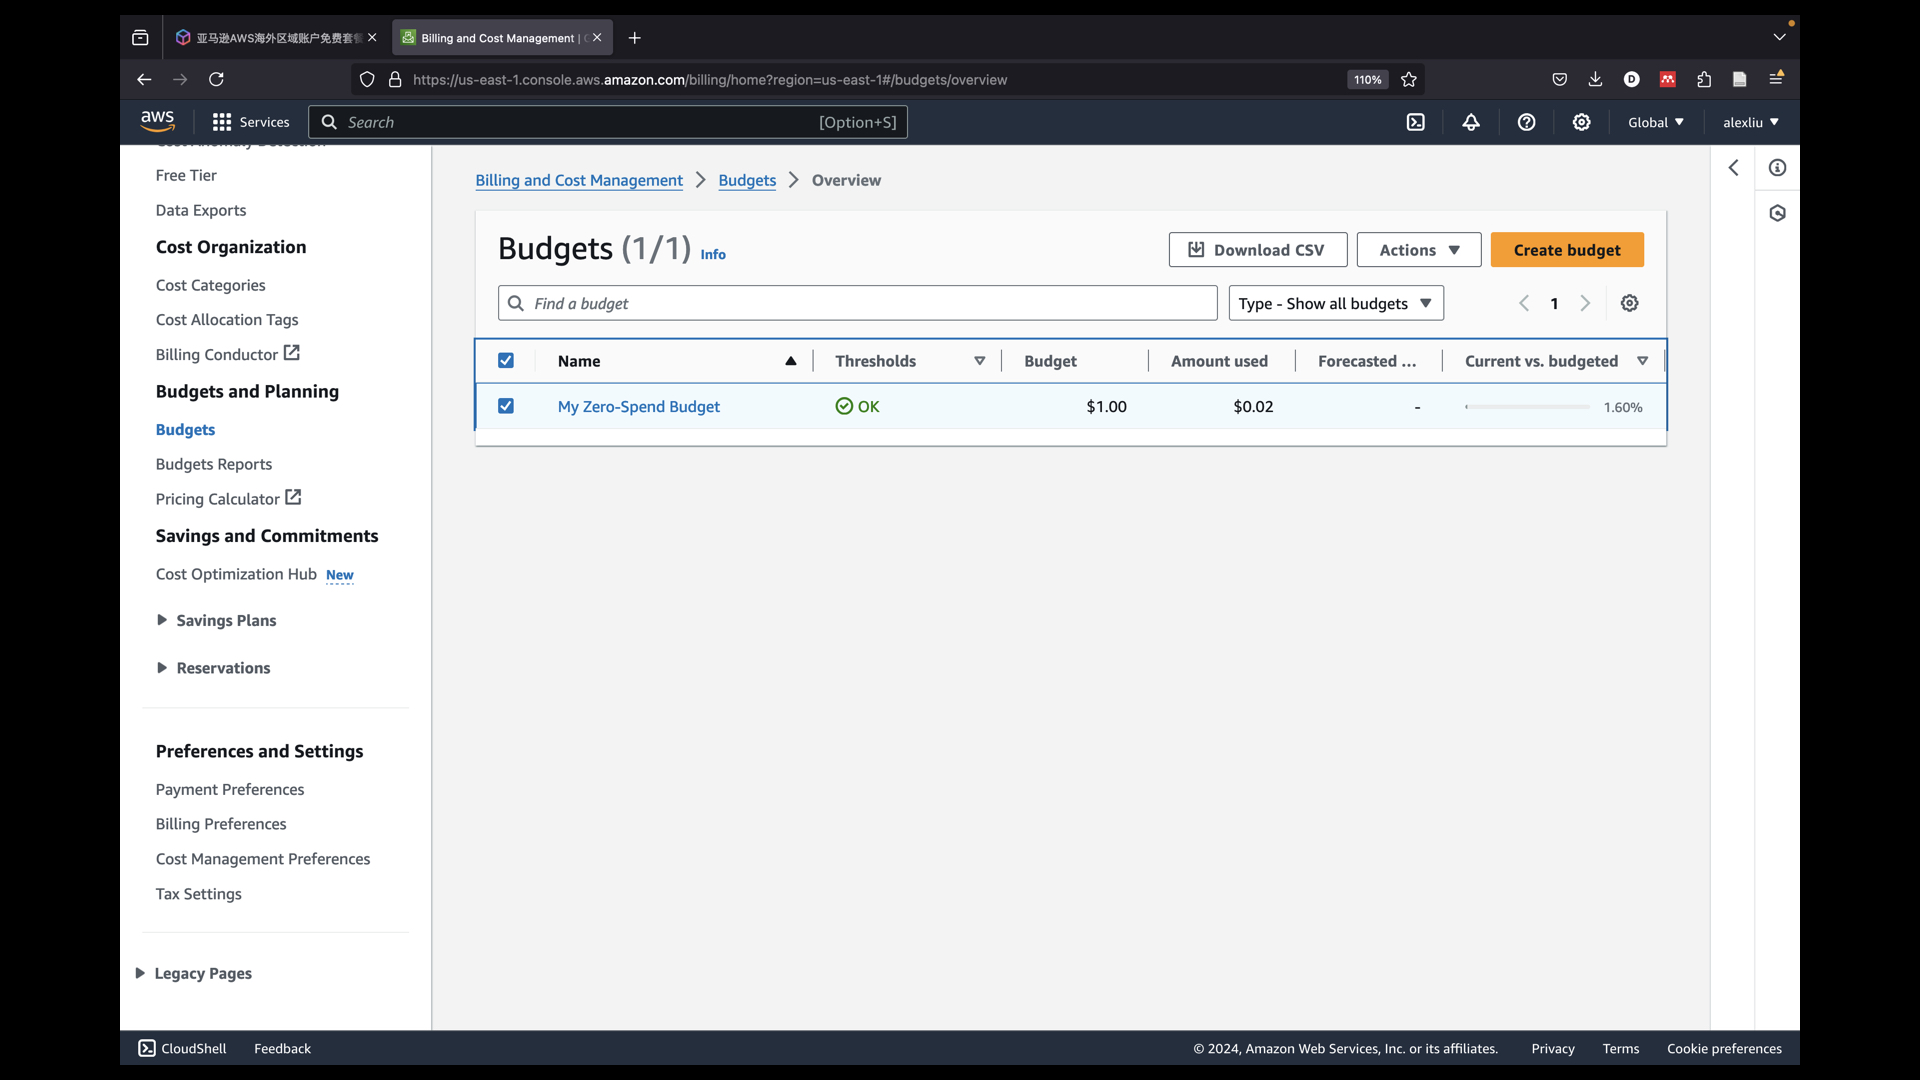 亚马逊AWS海外区域账户免费套餐
Billing and Cost Management |
https://us-east-1.console.aws.amazon.com/billing/home?region=us-east-1#/budgets/overview
110%
aws
Services
Search
[Option+S]
Global
alexliu
Cost Anomaly Detection
Free Tier
Data Exports
Cost Organization
Cost Categories
Cost Allocation Tags
Billing Conductor
Budgets and Planning
Budgets
Budgets Reports
Pricing Calculator
Savings and Commitments
Cost Optimization Hub New
Savings Plans
Reservations
Preferences and Settings
Payment Preferences
Billing Preferences
Cost Management Preferences
Tax Settings
Legacy Pages
Billing and Cost Management
Budgets
Overview
Budgets (1/1) Info
Download CSV
Actions
Create budget
Find a budget
Type - Show all budgets
1
Name
Thresholds
Budget
Amount used
Forecasted ...
Current vs. budgeted
My Zero-Spend Budget
OK
$1.00
$0.02
-
1.60%
CloudShell
Feedback
© 2024, Amazon Web Services, Inc. or its affiliates.
Privacy
Terms
Cookie preferences